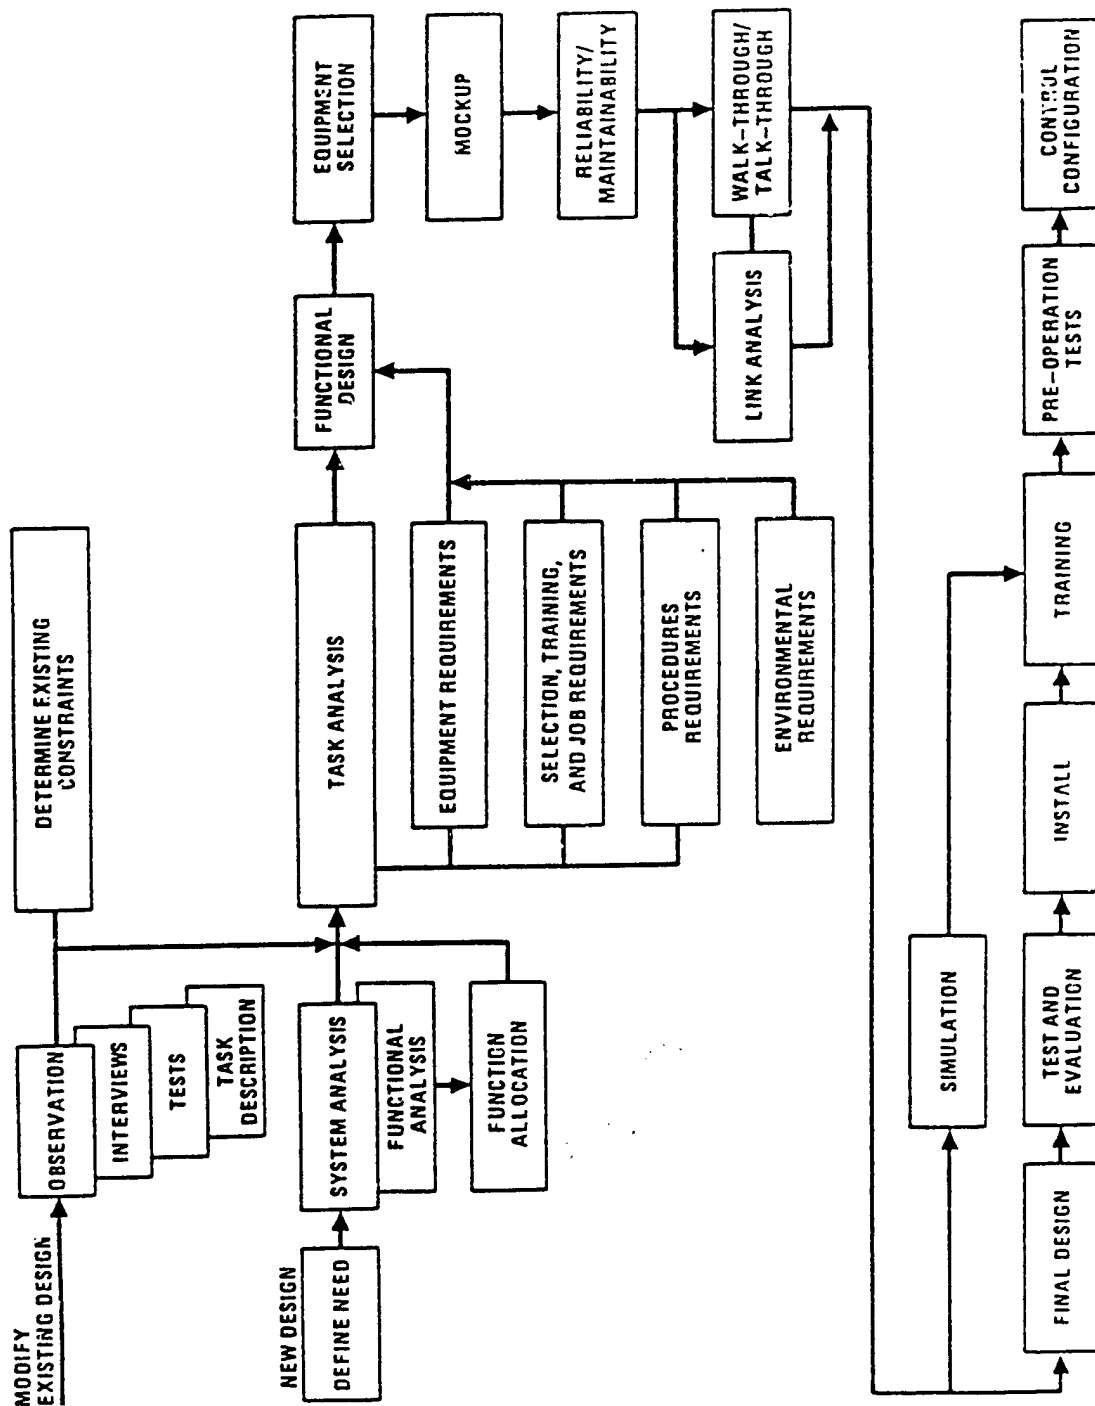 MODIFY
EXISTING DESIGN
OBSERVATION
INTERVIEWS
TESTS
TASK
DESCRIPTION
DETERMINE EXISTING
CONSTRAINTS
NEW DESIGN
DEFINE NEED
SYSTEM ANALYSIS
FUNCTIONAL
ANALYSIS
FUNCTION
ALLOCATION
TASK ANALYSIS
EQUIPMENT REQUIREMENTS
SELECTION, TRAINING,
AND JOB REQUIREMENTS
PROCEDURES
REQUIREMENTS
ENVIRONMENTAL
REQUIREMENTS
FUNCTIONAL
DESIGN
EQUIPMENT
SELECTION
MOCKUP
RELIABILITY/
MAINTAINABILITY
LINK ANALYSIS
WALK-THROUGH/
TALK-THROUGH
SIMULATION
FINAL DESIGN
TEST AND
EVALUATION
INSTALL
TRAINING
PRE-OPERATION
TESTS
CONTROL
CONFIGURATION